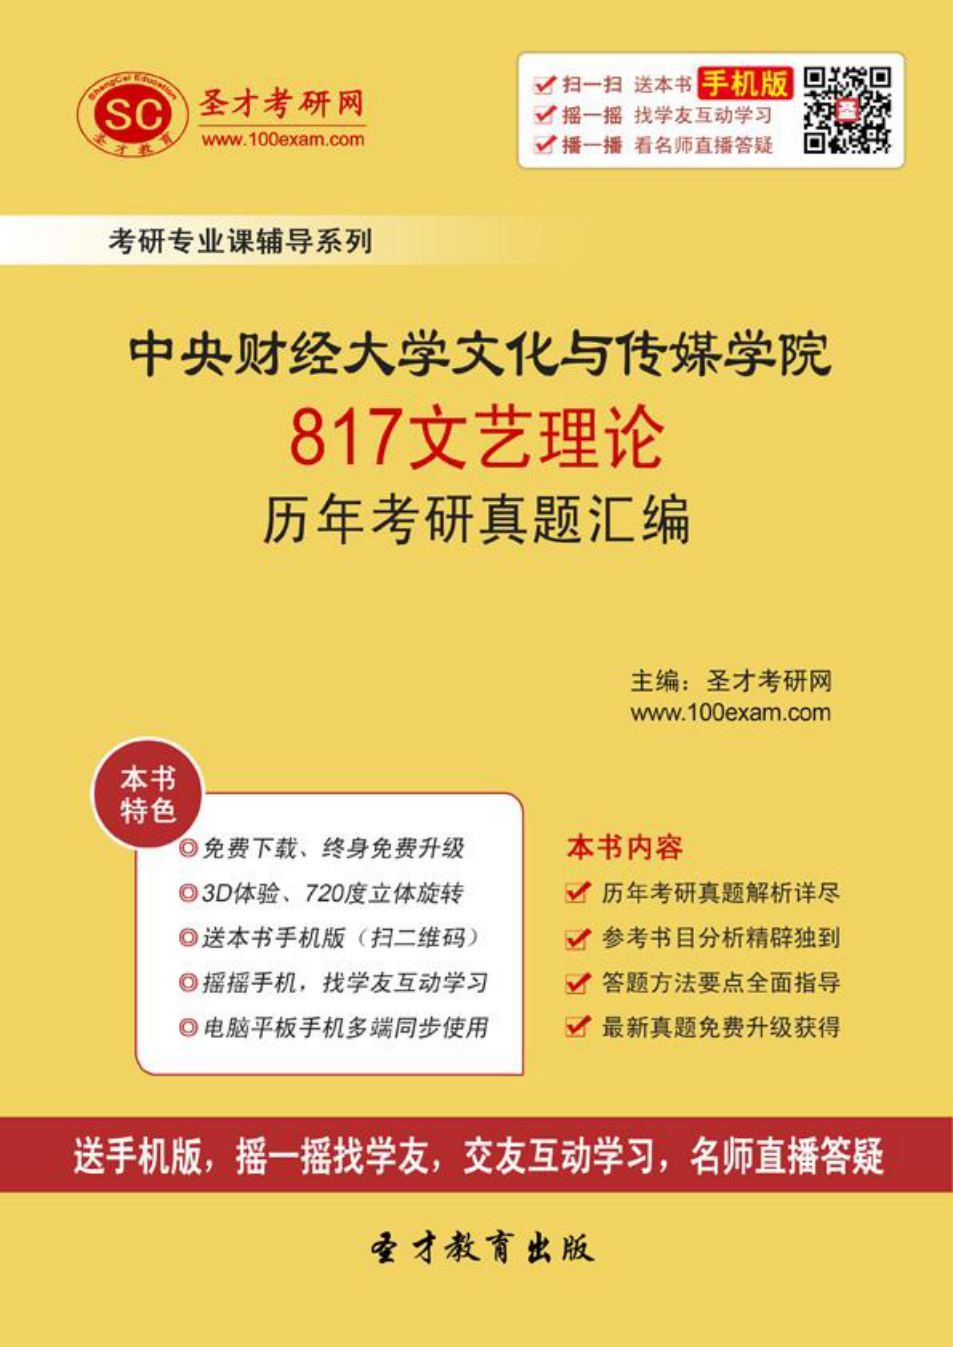 ShengCai Education
SC
圣才教育
圣才考研网
www.100exam.com
扫一扫 送本书 手机版
摇一摇 找学友互动学习
播一播 看名师直播答疑
圣
考研专业课辅导系列
中央财经大学文化与传媒学院
817文艺理论
历年考研真题汇编
主编：圣才考研网
www.100exam.com
本书
特色
◎免费下载、终身免费升级
◎3D体验、720度立体旋转
◎送本书手机版（扫二维码）
◎摇摇手机，找学友互动学习
◎电脑平板手机多端同步使用
本书内容
历年考研真题解析详尽
参考书目分析精辟独到
答题方法要点全面指导
最新真题免费升级获得
送手机版，摇一摇找学友，交友互动学习，名师直播答疑
圣才教育出版